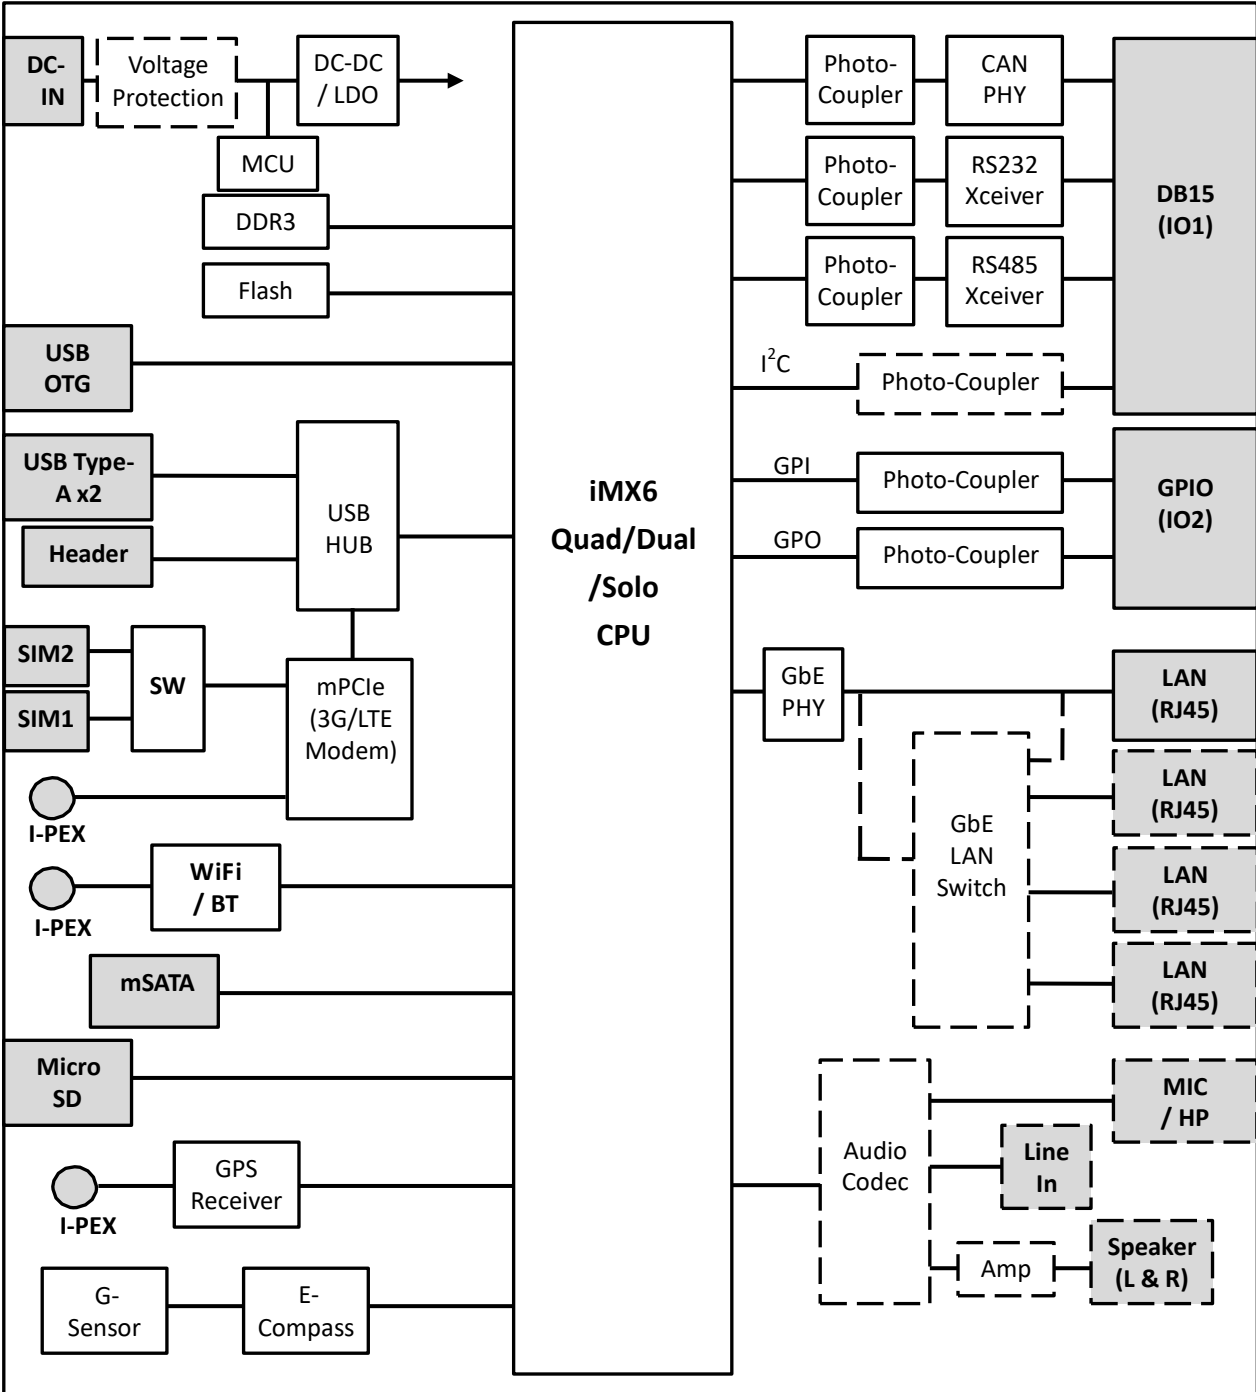 DC-
IN
Voltage
Protection
DC-DC
/ LDO
MCU
DDR3
Flash
USB
OTG
USB Type-
A x2
Header
USB
HUB
SIM2
SIM1
SW
mPCIe
(3G/LTE
Modem)
I-PEX
WiFi
/ BT
I-PEX
mSATA
Micro
SD
GPS
Receiver
I-PEX
G-
Sensor
E-
Compass
iMX6
Quad/Dual
/Solo
CPU
Photo-
Coupler
CAN
PHY
Photo-
Coupler
RS232
Xceiver
Photo-
Coupler
RS485
Xceiver
I²C
Photo-Coupler
DB15
(IO1)
GPI
Photo-Coupler
GPO
Photo-Coupler
GPIO
(IO2)
GbE
PHY
LAN
(RJ45)
GbE
LAN
Switch
LAN
(RJ45)
LAN
(RJ45)
LAN
(RJ45)
Audio
Codec
MIC
/ HP
Line
In
Amp
Speaker
(L & R)